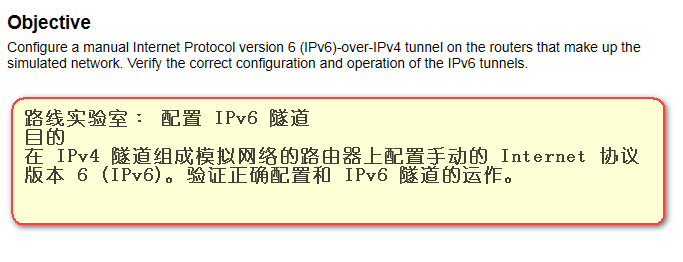 Objective
Configure a manual Internet Protocol version 6 (IPv6)-over-IPv4 tunnel on the routers that make up the
simulated network. Verify the correct configuration and operation of the IPv6 tunnels.
路线实验室： 配置 IPv6 隧道
目的
在 IPv4 隧道组成模拟网络的路由器上配置手动的 Internet 协议
版本 6 (IPv6)。验证正确配置和 IPv6 隧道的运作。